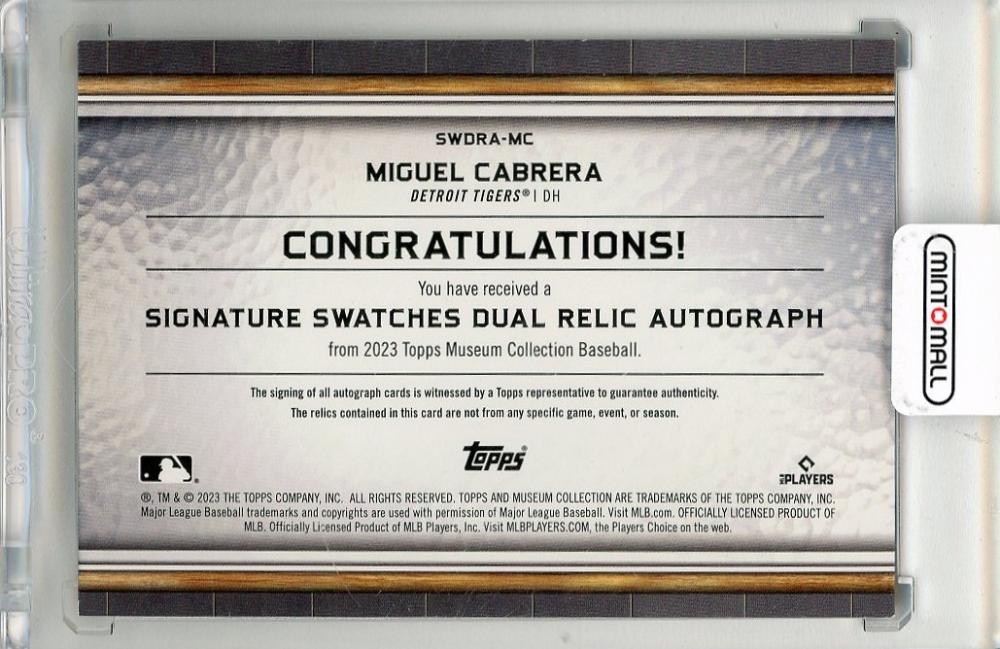 SWDRA-MC
MIGUEL CABRERA
DETROIT TIGERS® | DH
CONGRATULATIONS!
You have received a
SIGNATURE SWATCHES DUAL RELIC AUTOGRAPH
from 2023 Topps Museum Collection Baseball.
The signing of all autograph cards is witnessed by a Topps representative to guarantee authenticity.
The relics contained in this card are not from any specific game, event, or season.
Topps®
MLB PLAYERS
®, TM & © 2023 THE TOPPS COMPANY, INC. ALL RIGHTS RESERVED. TOPPS AND MUSEUM COLLECTION ARE TRADEMARKS OF THE TOPPS COMPANY, INC.
Major League Baseball trademarks and copyrights are used with permission of Major League Baseball. Visit MLB.com. OFFICIALLY LICENSED PRODUCT OF
MLB. Officially Licensed Product of MLB Players, Inc. Visit MLBPLAYERS.COM, the Players Choice on the web.
MINTOMALL